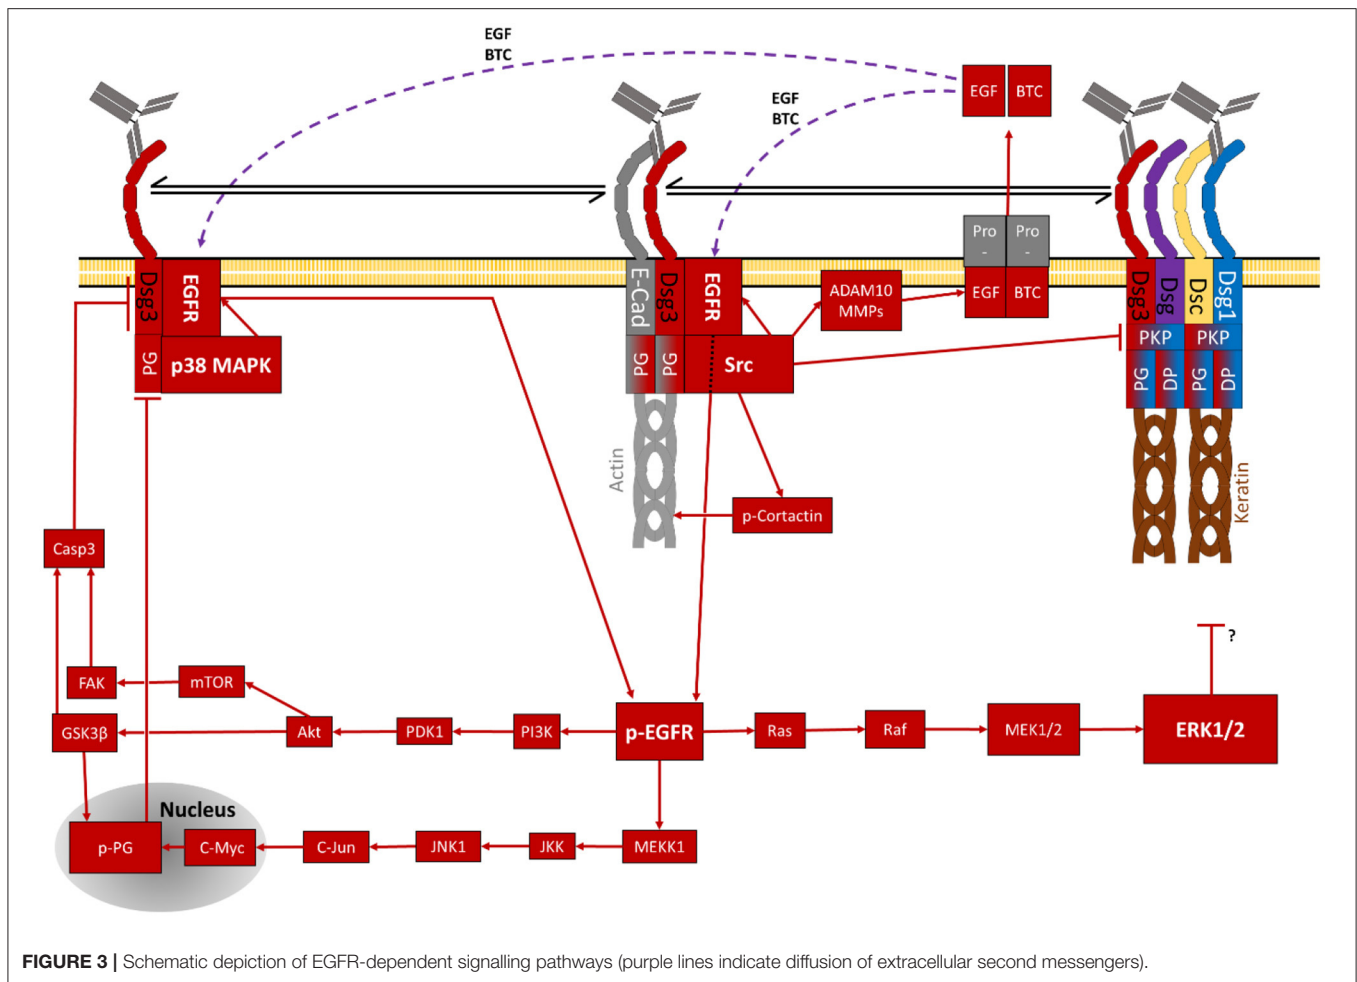 EGF
BTC
EGF
BTC
EGF
BTC
Pro
-
Pro
-
EGF
BTC
Dsg3
EGFR
PG
p38 MAPK
E-Cad
Dsg3
EGFR
PG
PG
Src
ADAM10
MMPs
Dsg3
Dsg
Dsc
Dsg1
PKP
PKP
PG
DP
PG
DP
Actin
p-Cortactin
Keratin
Casp3
?
FAK
mTOR
GSK3β
Akt
PDK1
PI3K
p-EGFR
Ras
Raf
MEK1/2
ERK1/2
Nucleus
p-PG
C-Myc
C-Jun
JNK1
JKK
MEKK1
FIGURE 3 | Schematic depiction of EGFR-dependent signalling pathways (purple lines indicate diffusion of extracellular second messengers).